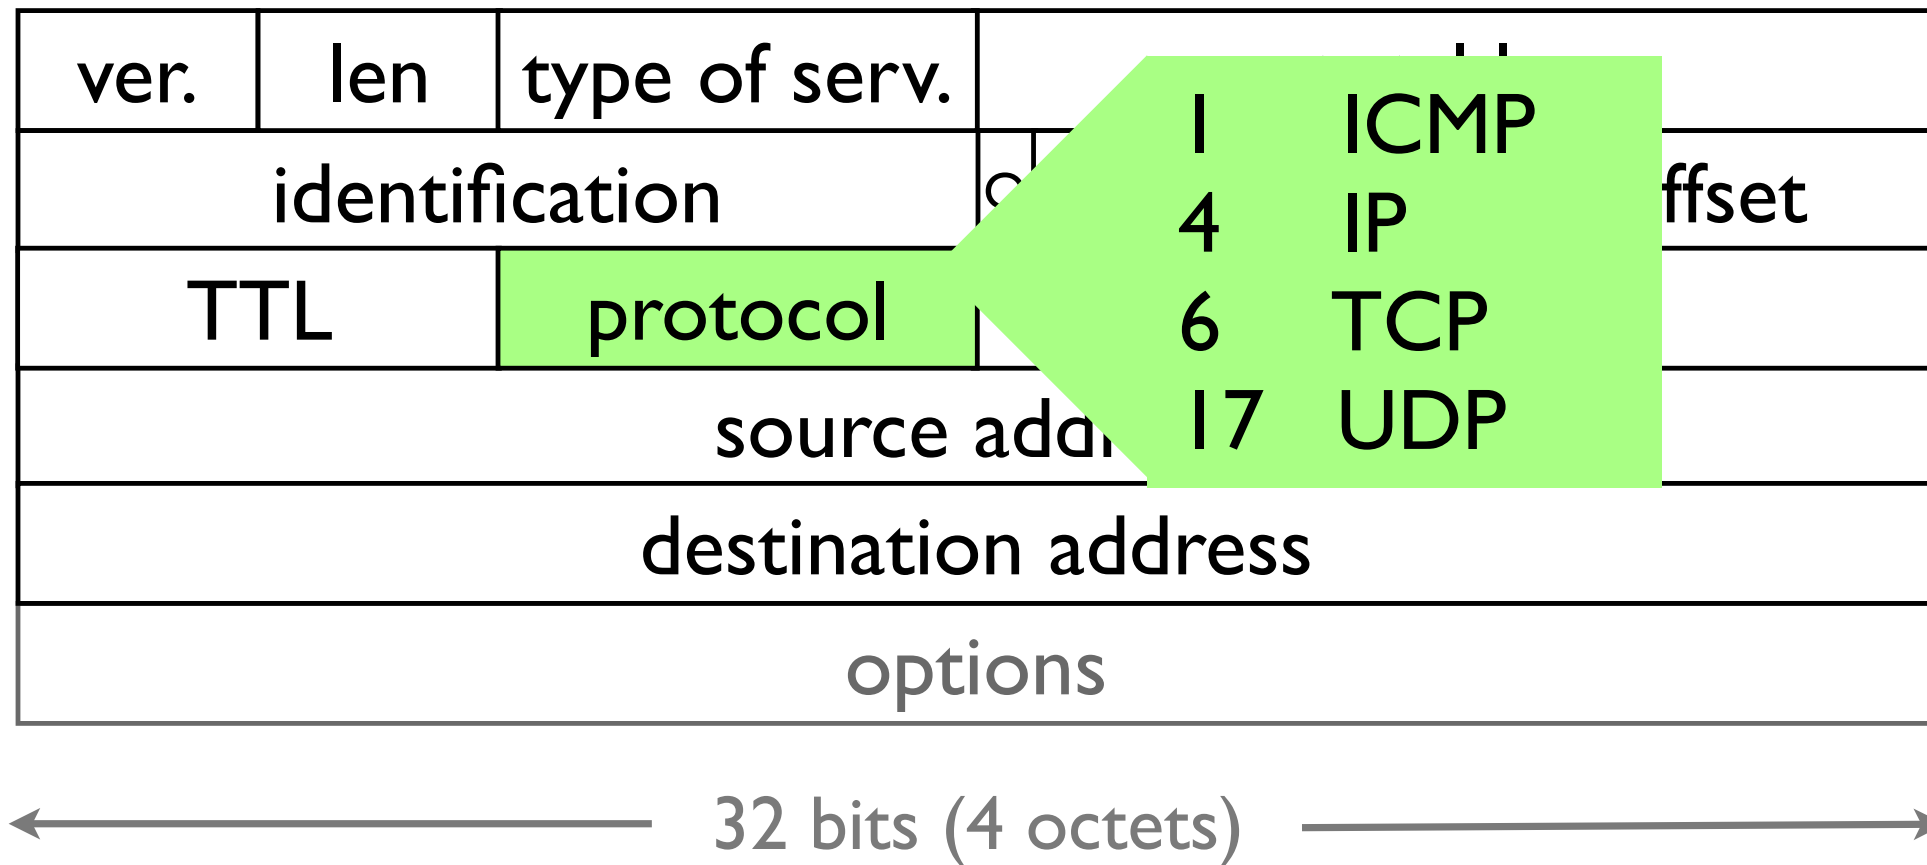 ver. len type of serv.
identification 0 ffset
TTL protocol
1 ICMP
4 IP
6 TCP
17 UDP
source
destination address
options
32 bits (4 octets)